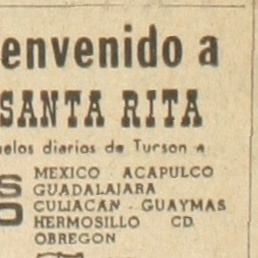 envenido a
SANTA RITA
uelos diarios de Tucson a
S MEXICO - ACAPULCO
GUADALAJARA
O CULIACAN - GUAYMAS
HERMOSILLO CD.
OBREGON